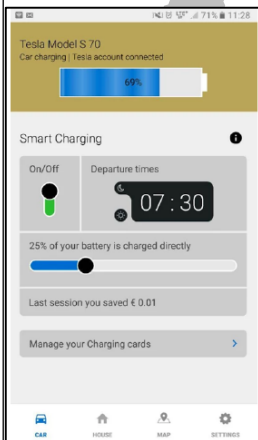 71% 11:28
Tesla Model S 70
Car charging | Tesla account connected
69%
Smart Charging
On/Off
Departure times
07 : 30
25% of your battery is charged directly
Last session you saved € 0.01
Manage your Charging cards
CAR HOUSE MAP SETTINGS